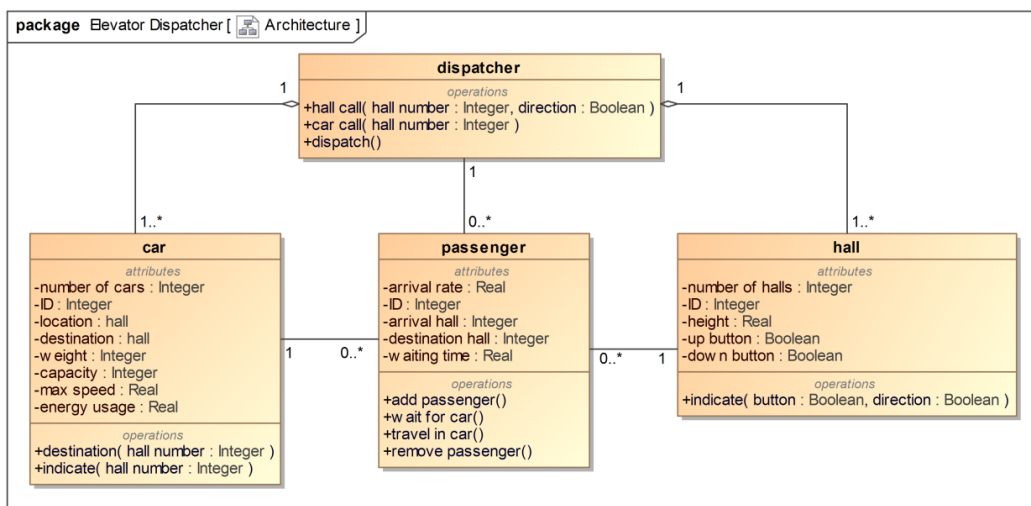 package Elevator Dispatcher [ Architecture ]
dispatcher
operations
+hall call( hall number : Integer, direction : Boolean )
+car call( hall number : Integer )
+dispatch()
1
1
1
1..*
0..*
1..*
car
attributes
-number of cars : Integer
-ID : Integer
-location : hall
-destination : hall
-weight : Integer
-capacity : Integer
-max speed : Real
-energy usage : Real
operations
+destination( hall number : Integer )
+indicate( hall number : Integer )
1
0..*
passenger
attributes
-arrival rate : Real
-ID : Integer
-arrival hall : Integer
-destination hall : Integer
-waiting time : Real
operations
+add passenger()
+wait for car()
+travel in car()
+remove passenger()
0..*
1
hall
attributes
-number of halls : Integer
-ID : Integer
-height : Real
-up button : Boolean
-down button : Boolean
operations
+indicate( button : Boolean, direction : Boolean )